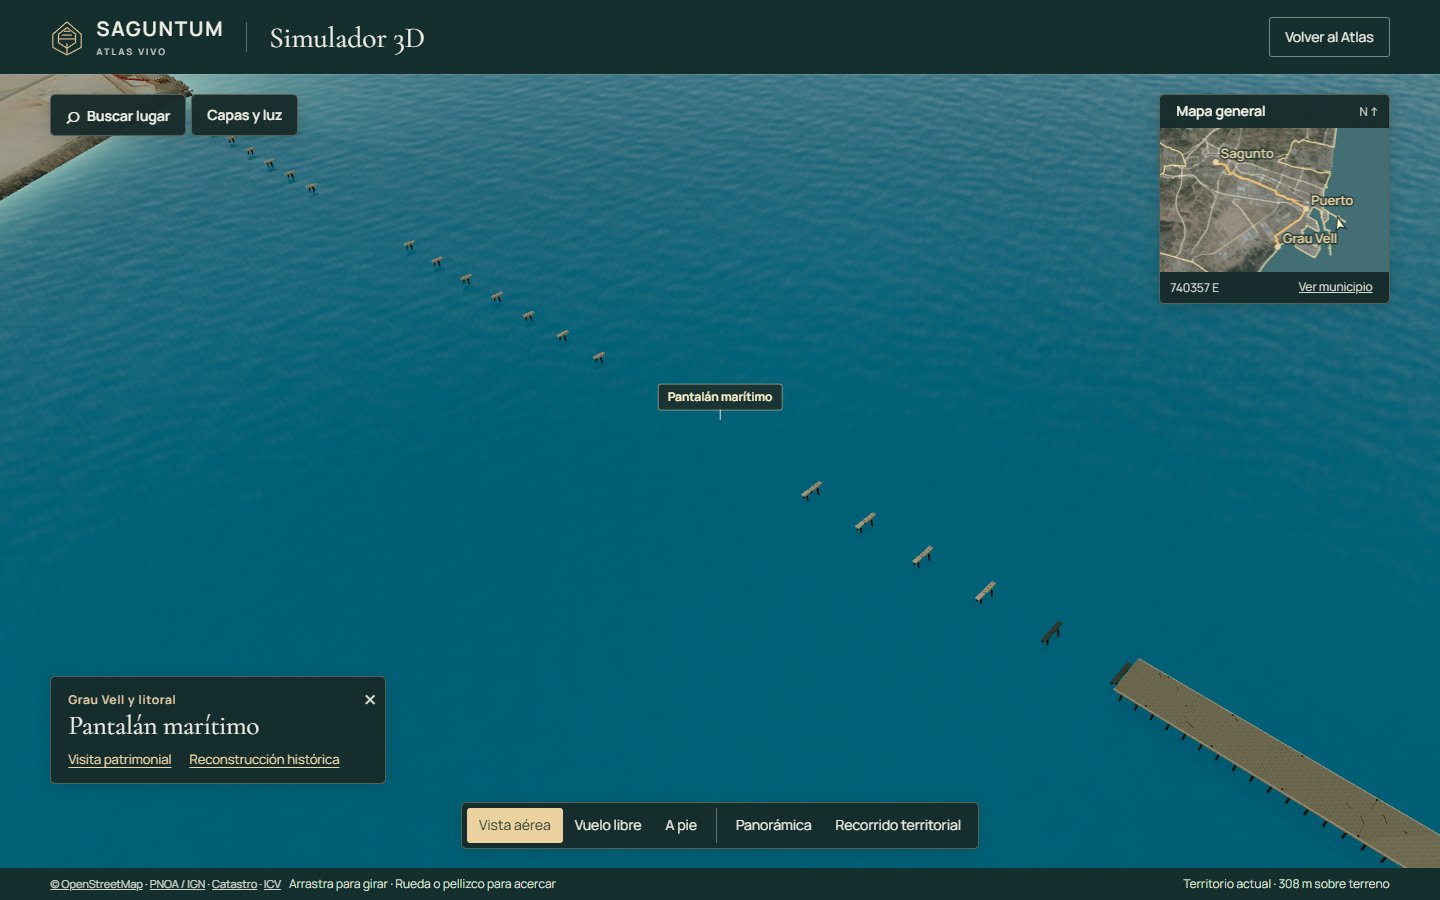 SAGUNTUM
ATLAS VIVO
Simulador 3D
Volver al Atlas
Buscar lugar
Capas y luz
Mapa general
N ↑
Sagunto
Puerto
Grau Vell
740357 E
Ver municipio
Pantalán marítimo
Grau Vell y litoral
×
Pantalán marítimo
Visita patrimonial
Reconstrucción histórica
Vista aérea
Vuelo libre
A pie
Panorámica
Recorrido territorial
© OpenStreetMap · PNOA / IGN · Catastro · ICV Arrastra para girar · Rueda o pellizco para acercar
Territorio actual · 308 m sobre terreno